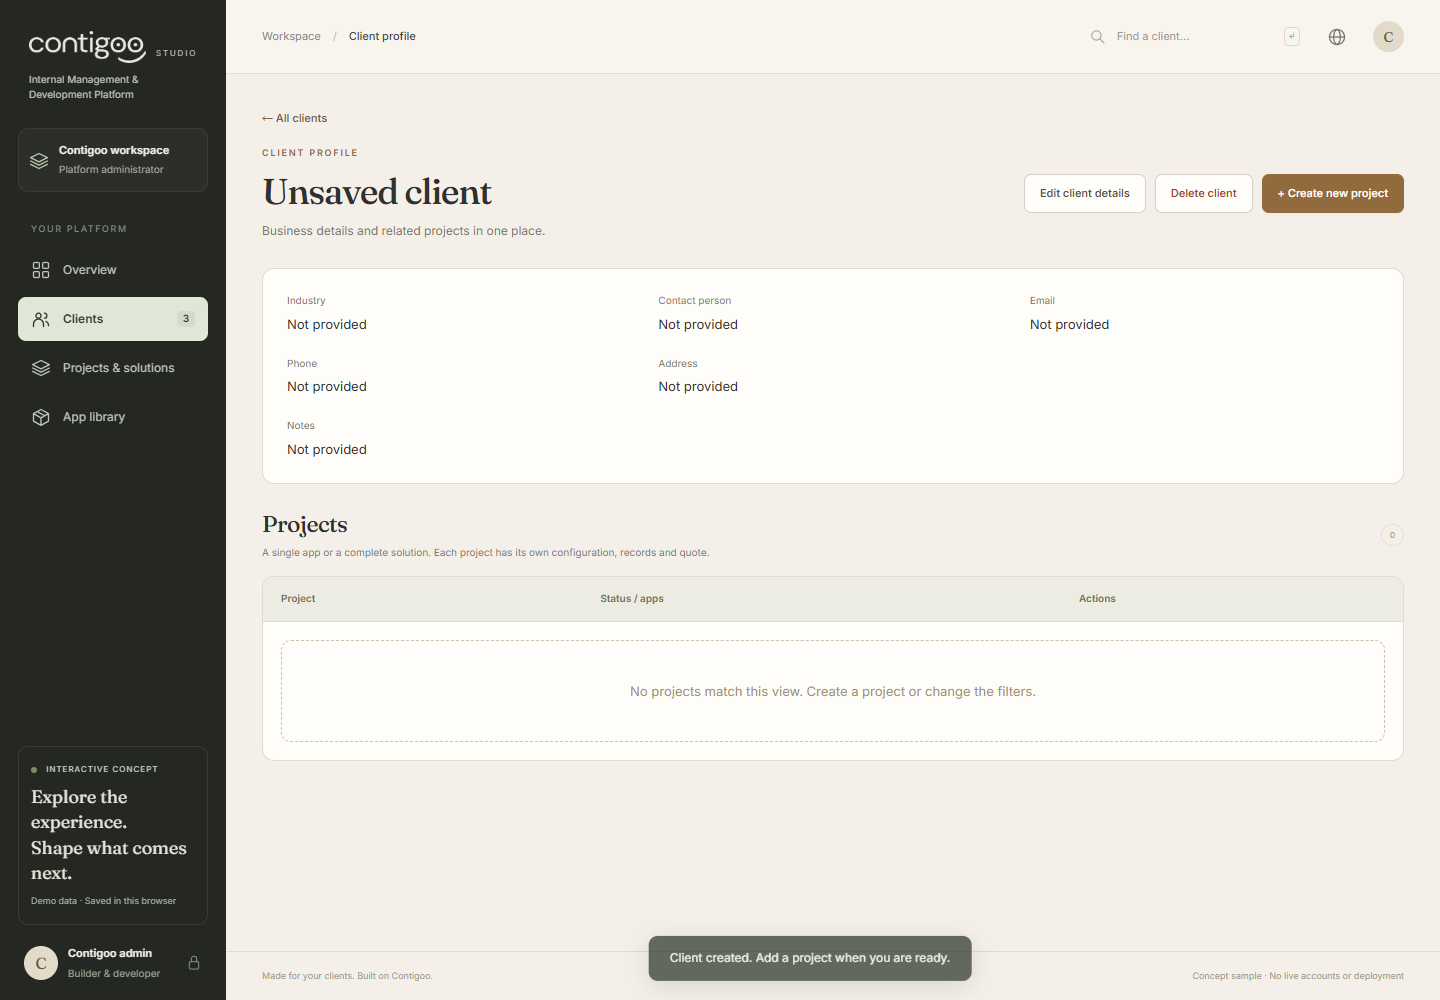 contigoo STUDIO
Internal Management &
Development Platform
Contigoo workspace
Platform administrator
YOUR PLATFORM
Overview
Clients 3
Projects & solutions
App library
INTERACTIVE CONCEPT
Explore the
experience.
Shape what comes
next.
Demo data · Saved in this browser
C
Contigoo admin
Builder & developer
Workspace / Client profile
Find a client...
C
← All clients
CLIENT PROFILE
Unsaved client
Business details and related projects in one place.
Edit client details
Delete client
+ Create new project
Industry
Not provided
Contact person
Not provided
Email
Not provided
Phone
Not provided
Address
Not provided
Notes
Not provided
Projects
A single app or a complete solution. Each project has its own configuration, records and quote.
0
Project
Status / apps
Actions
No projects match this view. Create a project or change the filters.
Client created. Add a project when you are ready.
Made for your clients. Built on Contigoo.
Concept sample · No live accounts or deployment